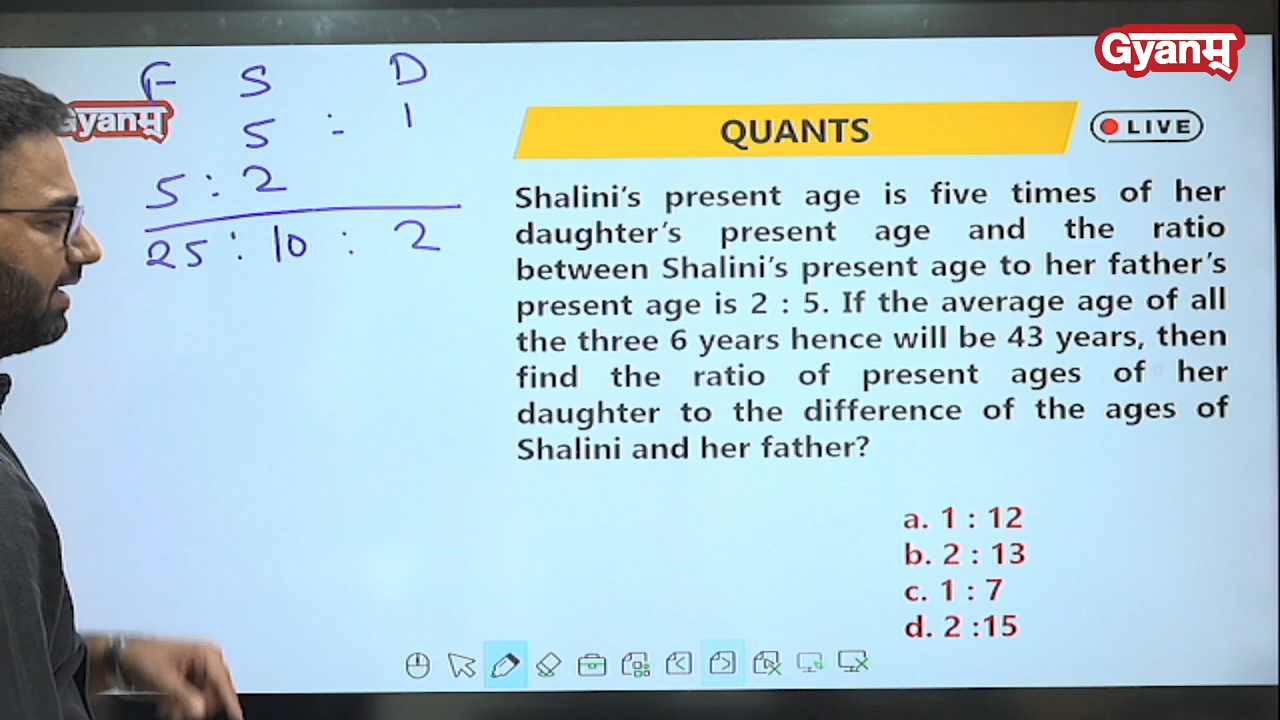 Gyanम्
F S D
Gyanम्
5 : 1
5 : 2
25 : 10 : 2
QUANTS
LIVE
Shalini’s present age is five times of her
daughter’s present age and the ratio
between Shalini’s present age to her father’s
present age is 2 : 5. If the average age of all
the three 6 years hence will be 43 years, then
find the ratio of present ages of her
daughter to the difference of the ages of
Shalini and her father?
a. 1 : 12
b. 2 : 13
c. 1 : 7
d. 2 :15